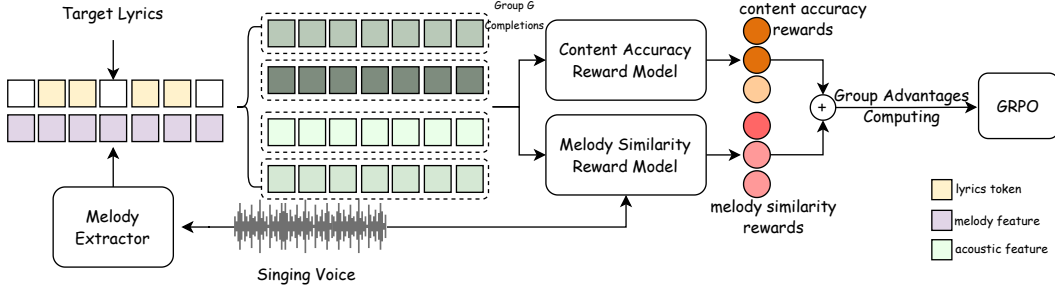 Target Lyrics
Group G
Completions
content accuracy
rewards
Content Accuracy
Reward Model
+
Group Advantages
Computing
GRPO
Melody Similarity
Reward Model
melody similarity
rewards
Melody
Extractor
Singing Voice
lyrics token
melody feature
acoustic feature